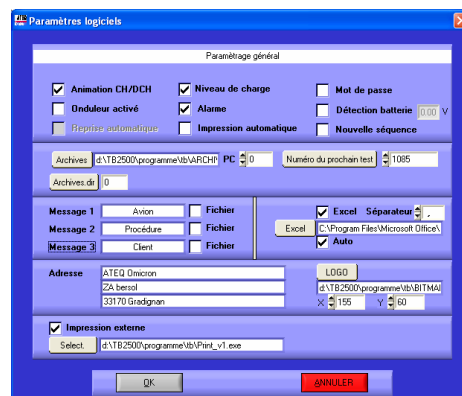 Paramètres logiciels
Paramètrage général
Animation CH/DCH Niveau de charge Mot de passe
Onduleur activé Alarme Détection batterie 0.00 V
Reprise automatique Impression automatique Nouvelle séquence
Archives d:\TB2500\programme\tb\ARCHI PC 0 Numéro du prochain test 1085
Archives.dir 0
Message 1 Avion Fichier Excel Séparateur ,
Message 2 Procédure Fichier Excel C:\Program Files\Microsoft Office\
Message 3 Client Fichier Auto
Adresse ATEQ Omicron LOGO
ZA bersol d:\TB2500\programme\tb\BITMA
33170 Gradignan X 155 Y 60
Impression externe
Select. d:\TB2500\programme\tb\Print_v1.exe
OK ANNULER